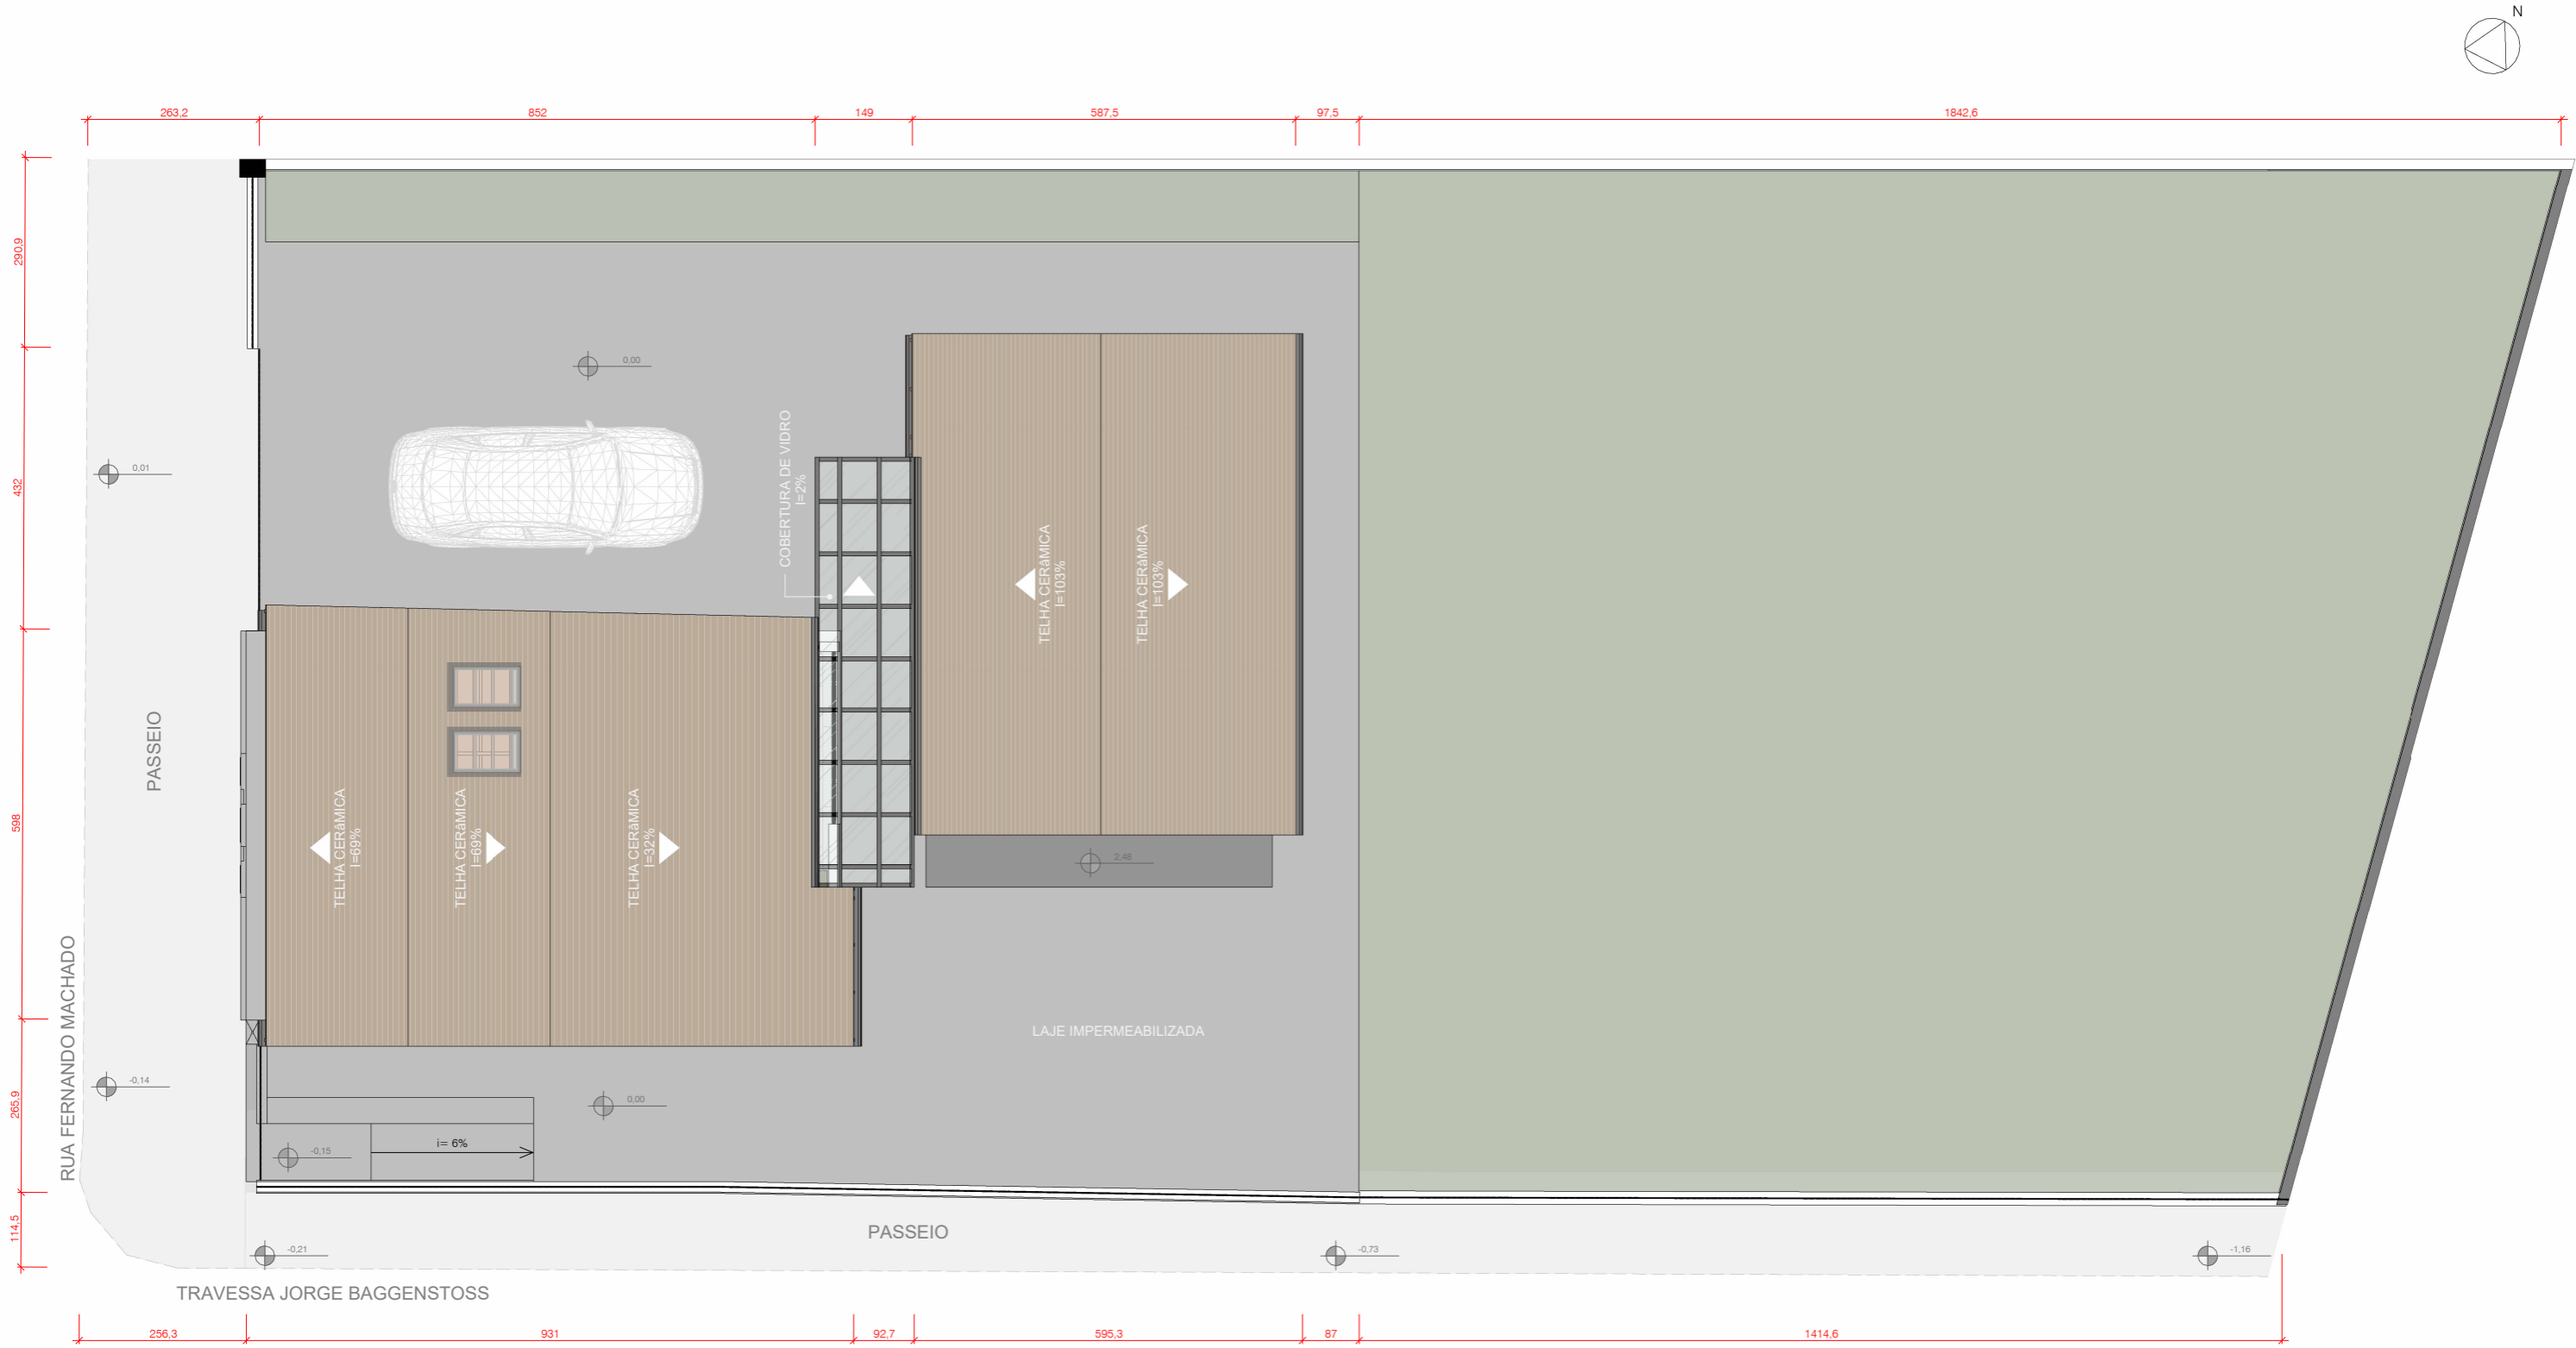 N
263,2
852
149
587,5
97,5
1842,6
290,9
432
598
265,9
114,5
0,00
0,01
COBERTURA DE VIDRO
I=2%
TELHA CERâMICA
I=103%
TELHA CERâMICA
I=103%
PASSEIO
TELHA CERâMICA
I=69%
TELHA CERâMICA
I=69%
TELHA CERâMICA
I=32%
2,48
RUA FERNANDO MACHADO
LAJE IMPERMEABILIZADA
-0,14
0,00
i= 6%
-0,15
PASSEIO
-0,21
-0,73
-1,16
TRAVESSA JORGE BAGGENSTOSS
256,3
931
92,7
595,3
87
1414,6